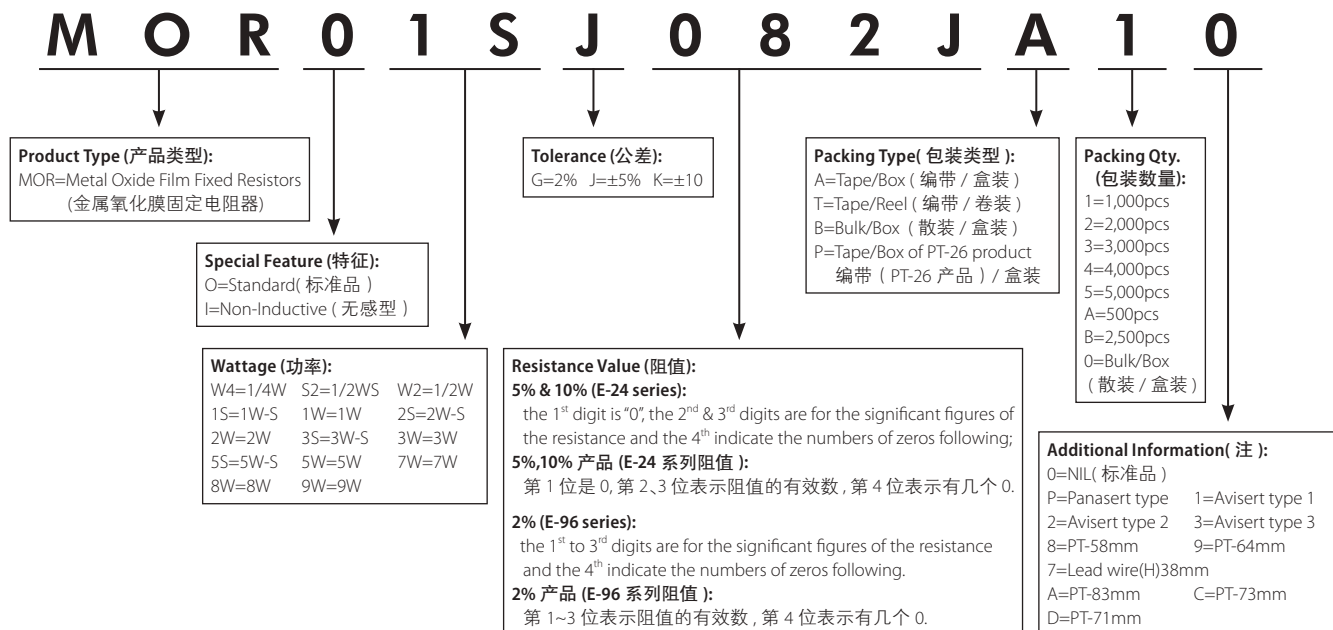 MOR01SJ082JA10
Product Type (产品类型):
MOR=Metal Oxide Film Fixed Resistors
(金属氧化膜固定电阻器)
Special Feature (特征):
O=Standard( 标准品 )
I=Non-Inductive ( 无感型 )
Wattage (功率):
W4=1/4W S2=1/2WS W2=1/2W
1S=1W-S 1W=1W 2S=2W-S
2W=2W 3S=3W-S 3W=3W
5S=5W-S 5W=5W 7W=7W
8W=8W 9W=9W
Tolerance (公差):
G=2% J=±5% K=±10
Resistance Value (阻值):
5% & 10% (E-24 series):
the 1st digit is "0", the 2nd & 3rd digits are for the significant figures of
the resistance and the 4th indicate the numbers of zeros following;
5%,10% 产品 (E-24 系列阻值 ):
第 1 位是 0, 第 2、3 位表示阻值的有效数 , 第 4 位表示有几个 0.
2% (E-96 series):
the 1st to 3rd digits are for the significant figures of the resistance
and the 4th indicate the numbers of zeros following.
2% 产品 (E-96 系列阻值 ):
第 1~3 位表示阻值的有效数 , 第 4 位表示有几个 0.
Packing Type( 包装类型 ):
A=Tape/Box ( 编带 / 盒装 )
T=Tape/Reel ( 编带 / 卷装 )
B=Bulk/Box ( 散装 / 盒装 )
P=Tape/Box of PT-26 product
编带 ( PT-26 产品 ) / 盒装
Packing Qty.
(包装数量):
1=1,000pcs
2=2,000pcs
3=3,000pcs
4=4,000pcs
5=5,000pcs
A=500pcs
B=2,500pcs
0=Bulk/Box
( 散装 / 盒装 )
Additional Information( 注 ):
0=NIL( 标准品 )
P=Panasert type 1=Avisert type 1
2=Avisert type 2 3=Avisert type 3
8=PT-58mm 9=PT-64mm
7=Lead wire(H)38mm
A=PT-83mm C=PT-73mm
D=PT-71mm